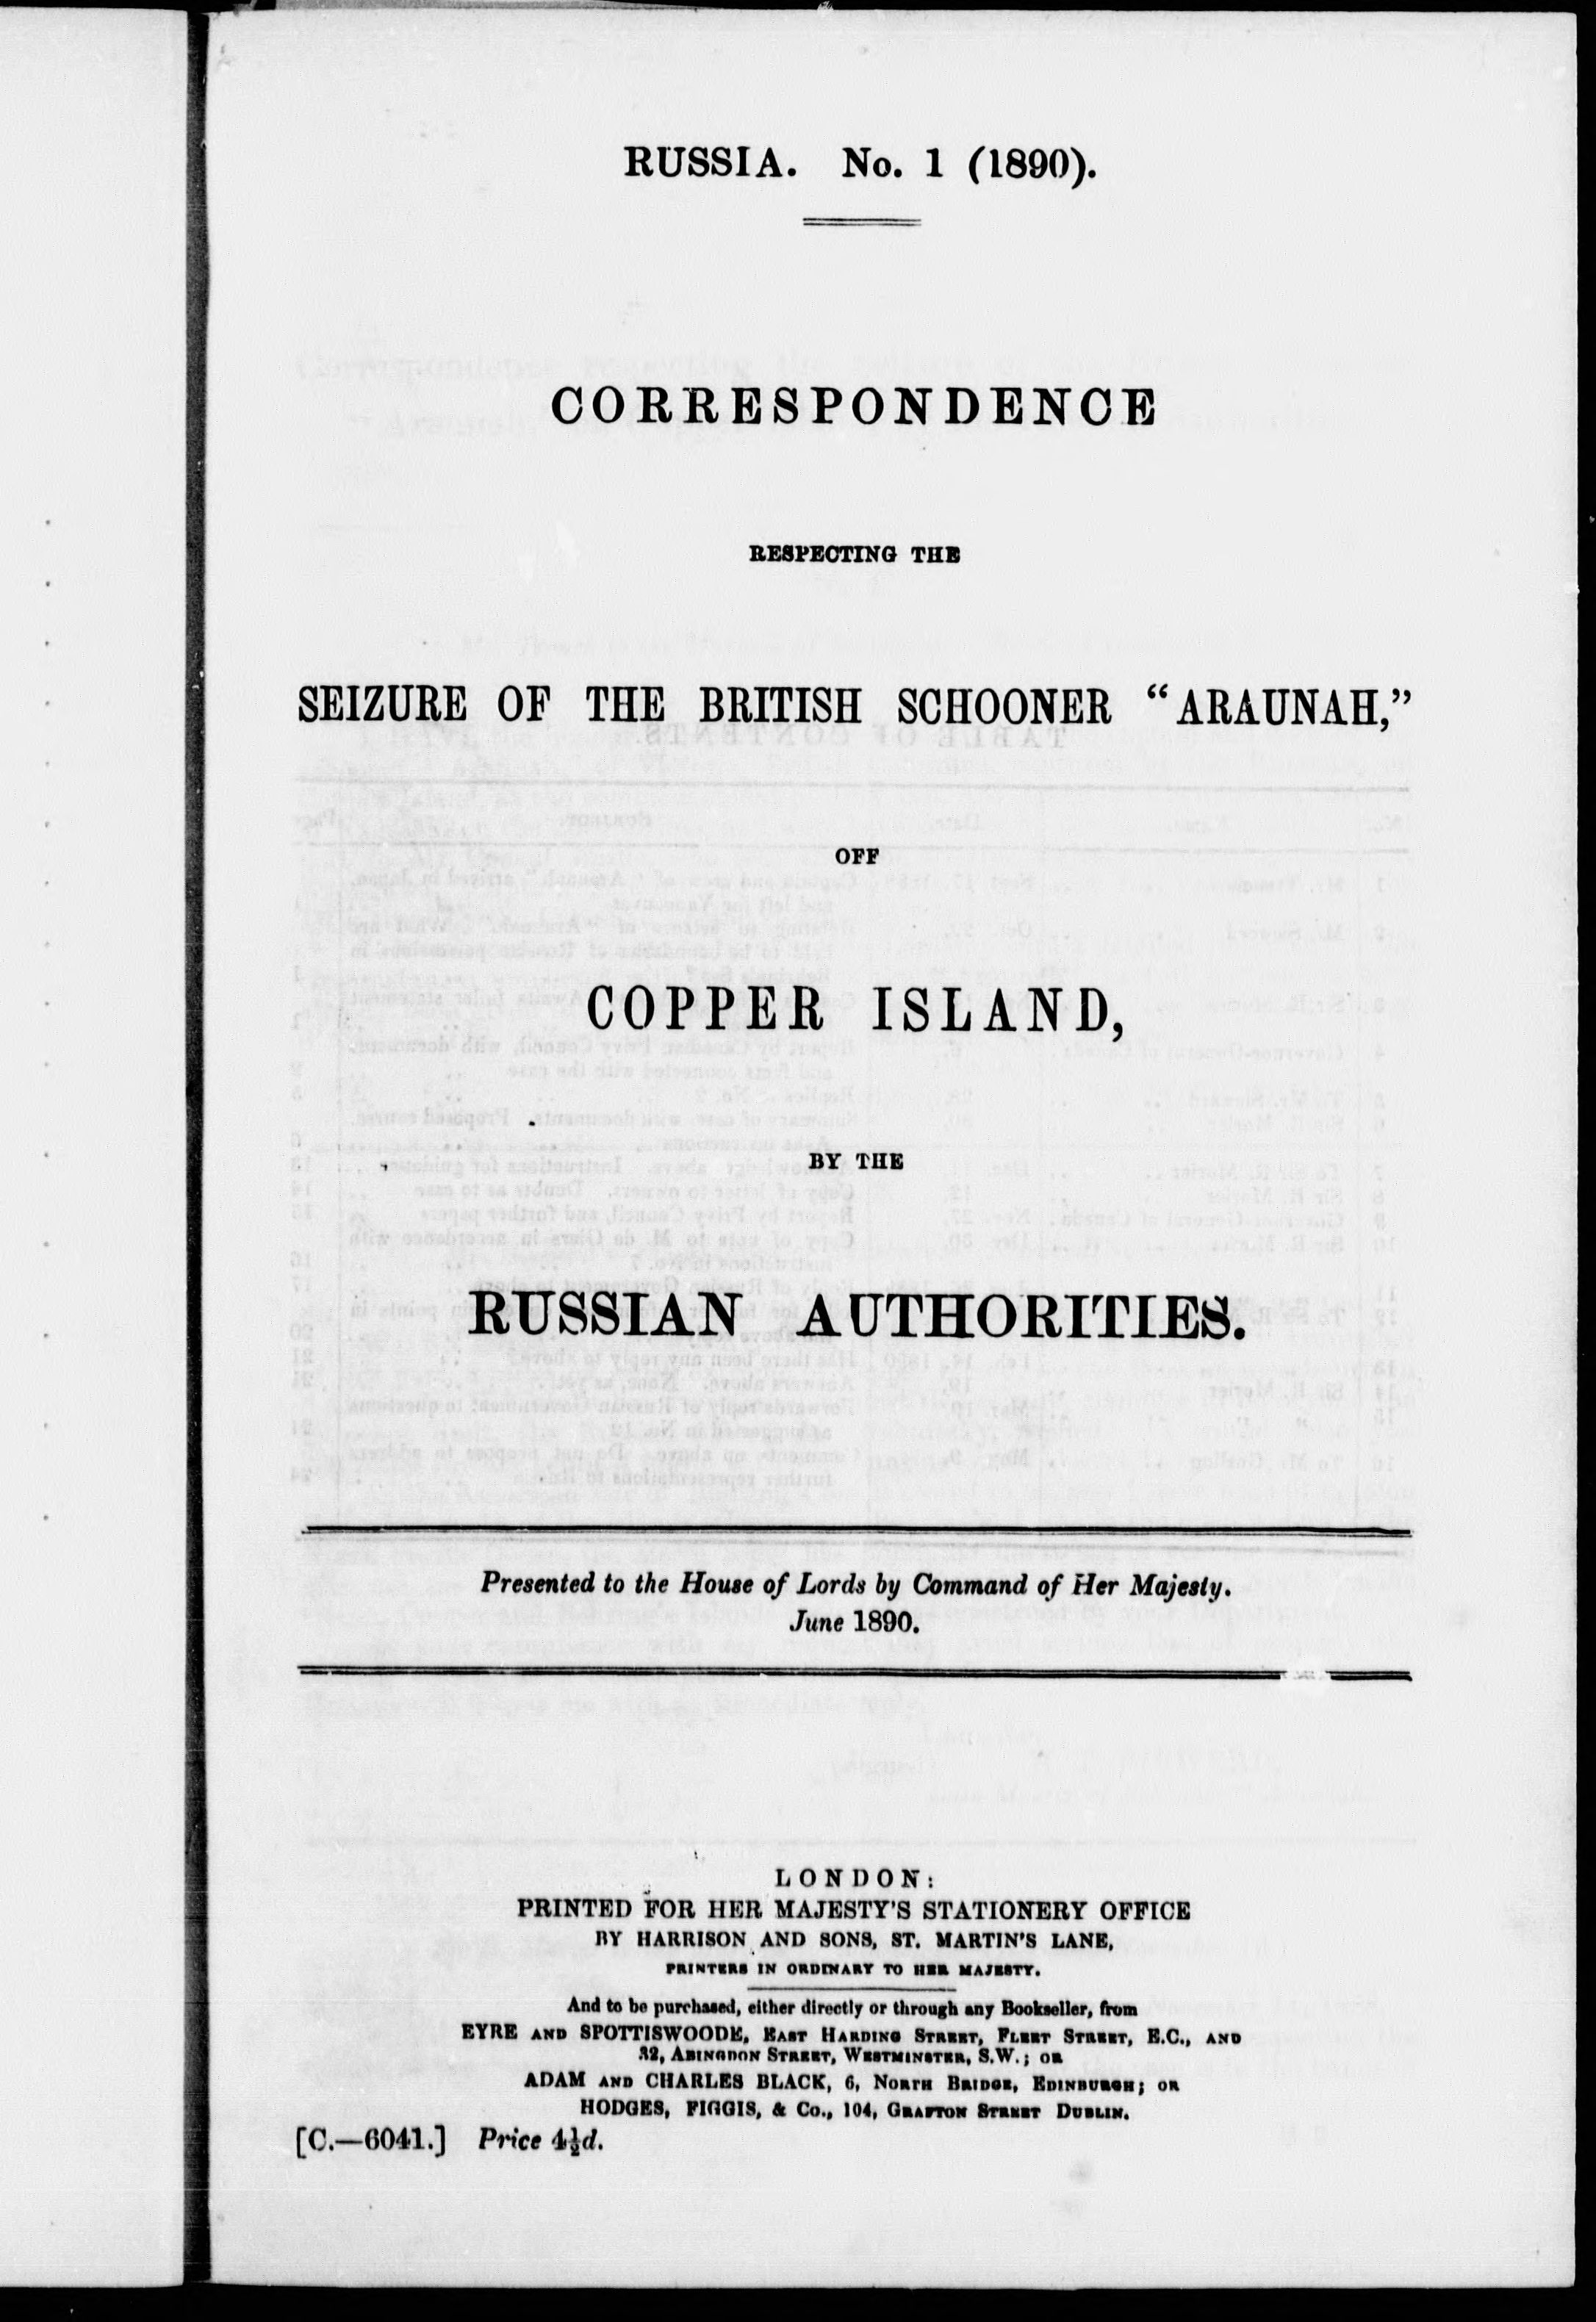 RUSSIA. No. 1 (1890).
CORRESPONDENCE
RESPECTING THE
SEIZURE OF THE BRITISH SCHOONER “ARAUNAH,”
OFF
COPPER ISLAND,
BY THE
RUSSIAN AUTHORITIES.
Presented to the House of Lords by Command of Her Majesty.
June 1890.
LONDON:
PRINTED FOR HER MAJESTY'S STATIONERY OFFICE
BY HARRISON AND SONS, ST. MARTIN'S LANE,
PRINTERS IN ORDINARY TO HER MAJESTY.
And to be purchased, either directly or through any Bookseller, from
EYRE AND SPOTTISWOODE, EAST HARDING STREET, FLEET STREET, E.C., AND
32, ABINGDON STREET, WESTMINSTER, S.W.; OR
ADAM AND CHARLES BLACK, 6, NORTH BRIDGE, EDINBURGH; OR
HODGES, FIGGIS, & Co., 104, GRAFTON STREET DUBLIN.
[C.—6041.] Price 4½d.